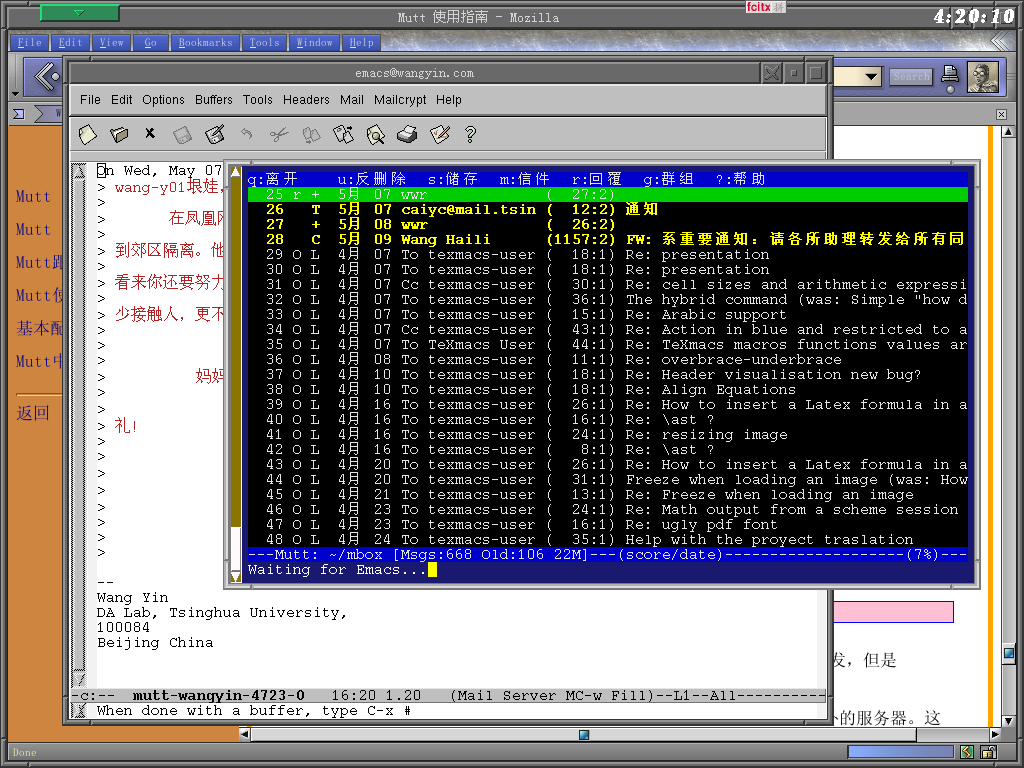 Mutt 使用指南 - Mozilla
fcitx
4:20:10
File Edit View Go Bookmarks Tools Window Help
Search
emacs@wangyin.com
File Edit Options Buffers Tools Headers Mail Mailcrypt Help
Mutt
Mutt
Mutt
Mutt使
基本配
Mutt中
返回
On Wed, May 07
> wang-y01垠娃,
>
> 在凤凰
>
> 到郊区隔离。他
>
> 看来你还要努力
>
> 少接触人，更不
>
>
>
> 妈妈
>
>
> 礼!
>
>
>
>
>
>
>
>
--
Wang Yin
DA Lab, Tsinghua University,
100084
Beijing China
-c:-- mutt-wangyin-4723-0 16:20 1.20 (Mail Server MC-w Fill)--L1--All----------
When done with a buffer, type C-x #
q:离开 u:反删除 s:储存 m:信件 r:回覆 g:群组 ?:帮助
25 r + 5月 07 wwr ( 27:2)
26 T 5月 07 caiyc@mail.tsin ( 12:2) 通知
27 + 5月 08 wwr ( 26:2)
28 C 5月 09 Wang Haili (1157:2) FW: 系重要通知：请各所助理转发给所有同
29 O L 4月 07 To texmacs-user ( 18:1) Re: presentation
30 O L 4月 07 To texmacs-user ( 18:1) Re: presentation
31 O L 4月 07 Cc texmacs-user ( 30:1) Re: cell sizes and arithmetic expressi
32 O L 4月 07 To texmacs-user ( 36:1) The hybrid command (was: Simple "how d
33 O L 4月 07 To texmacs-user ( 15:1) Re: Arabic support
34 O L 4月 07 Cc texmacs-user ( 43:1) Re: Action in blue and restricted to a
35 O L 4月 07 To TeXmacs User ( 44:1) Re: TeXmacs macros functions values ar
36 O L 4月 08 To texmacs-user ( 11:1) Re: overbrace-underbrace
37 O L 4月 10 To texmacs-user ( 18:1) Re: Header visualisation new bug?
38 O L 4月 10 To texmacs-user ( 18:1) Re: Align Equations
39 O L 4月 16 To texmacs-user ( 26:1) Re: How to insert a Latex formula in a
40 O L 4月 16 To texmacs-user ( 16:1) Re: \ast ?
41 O L 4月 16 To texmacs-user ( 24:1) Re: resizing image
42 O L 4月 16 To texmacs-user ( 8:1) Re: \ast ?
43 O L 4月 20 To texmacs-user ( 26:1) Re: How to insert a Latex formula in a
44 O L 4月 20 To texmacs-user ( 31:1) Freeze when loading an image (was: How
45 O L 4月 21 To texmacs-user ( 13:1) Re: Freeze when loading an image
46 O L 4月 23 To texmacs-user ( 24:1) Re: Math output from a scheme session
47 O L 4月 23 To texmacs-user ( 16:1) Re: ugly pdf font
48 O L 4月 24 To texmacs-user ( 35:1) Help with the proyect traslation
---Mutt: ~/mbox [Msgs:668 Old:106 22M]---(score/date)--------------------(7%)---
Waiting for Emacs...
发，但是
的服务器。这
Done